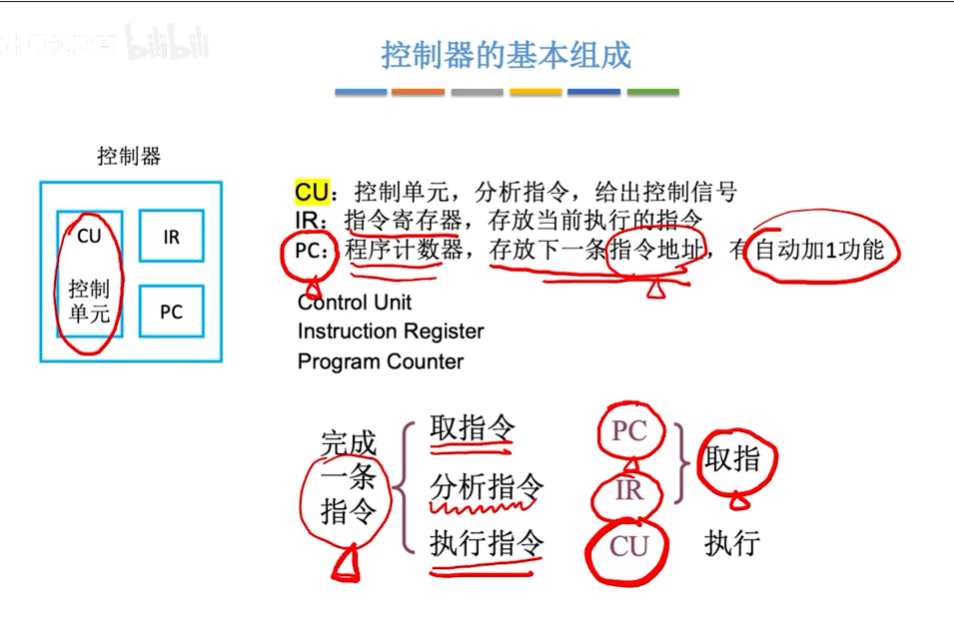 bilibili
控制器的基本组成
控制器
CU
控制
单元
IR
PC
CU：控制单元，分析指令，给出控制信号
IR：指令寄存器，存放当前执行的指令
PC：程序计数器，存放下一条指令地址，有自动加1功能
Control Unit
Instruction Register
Program Counter
完成
一条
指令
取指令
分析指令
执行指令
PC
IR
CU
取指
执行